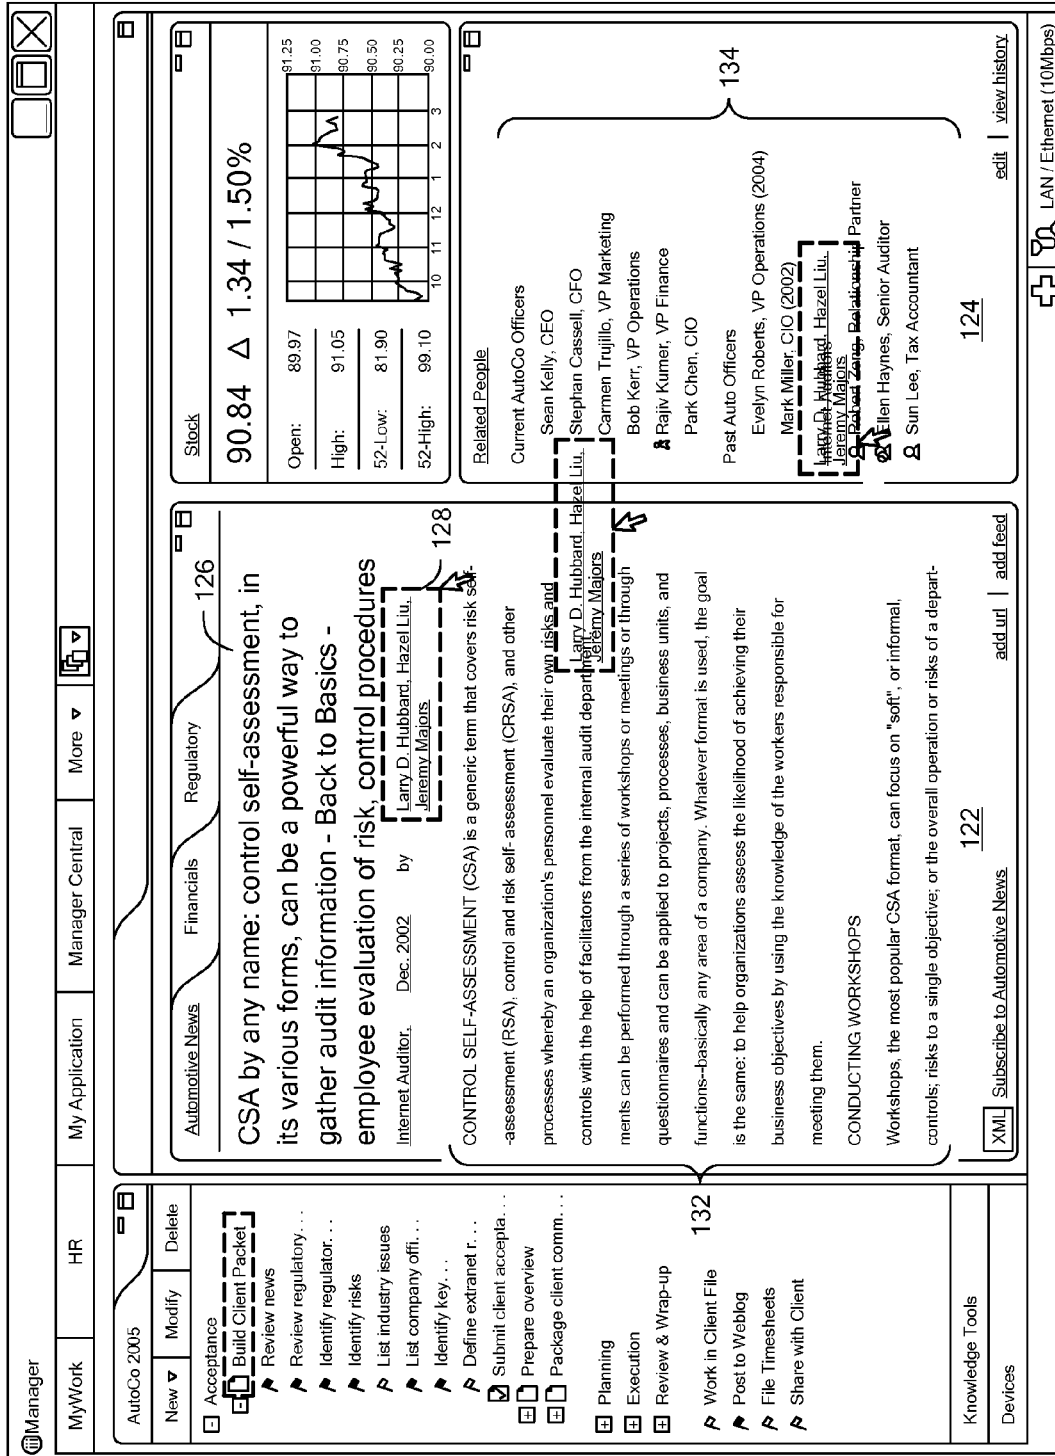 iiiManager
MyWork
HR
My Application
Manager Central
More
AutoCo 2005
New
Modify
Delete
Acceptance
Build Client Packet
Review news
Review regulatory. . .
Identify regulator. . .
Identify risks
List industry issues
List company offi. . .
Identify key. . .
Define extranet r. . .
Submit client accepta. . .
Prepare overview
Package client comm. . .
Planning
Execution
Review & Wrap-up
Work in Client File
Post to Weblog
File Timesheets
Share with Client
Knowledge Tools
Devices
132
Automotive News
Financials
Regulatory
126
CSA by any name: control self-assessment, in
its various forms, can be a powerful way to
gather audit information - Back to Basics -
employee evaluation of risk, control procedures
Internet Auditor, Dec. 2002 by Larry D. Hubbard, Hazel Liu,
Jeremy Majors
128
CONTROL SELF-ASSESSMENT (CSA) is a generic term that covers risk self-
-assessment (RSA), control and risk self- assessment (CRSA), and other
processes whereby an organization's personnel evaluate their own risks and
controls with the help of facilitators from the internal audit department.
Larry D. Hubbard, Hazel Liu,
Jeremy Majors
ments can be performed through a series of workshops or meetings or through
questionnaires and can be applied to projects, processes, business units, and
functions--basically any area of a company. Whatever format is used, the goal
is the same: to help organizations assess the likelihood of achieving their
business objectives by using the knowledge of the workers responsible for
meeting them.
CONDUCTING WORKSHOPS
Workshops, the most popular CSA format, can focus on "soft", or informal,
controls; risks to a single objective; or the overall operation or risks of a depart-
122
XML Subscribe to Automotive News
add url | add feed
Stock
90.84 Δ 1.34 / 1.50%
Open: 89.97
High: 91.05
52-Low: 81.90
52-High: 99.10
91.25
91.00
90.75
90.50
90.25
90.00
10 11 12 1 2 3
Related People
Current AutoCo Officers
Sean Kelly, CEO
Stephan Cassell, CFO
Carmen Trujillo, VP Marketing
Bob Kerr, VP Operations
Rajiv Kumer, VP Finance
Park Chen, CIO
Past Auto Officers
Evelyn Roberts, VP Operations (2004)
Mark Miller, CIO (2002)
Larry D. Hubbard, Hazel Liu,
Jeremy Majors
Robert Zeng, Relationship Partner
Ellen Haynes, Senior Auditor
Sun Lee, Tax Accountant
134
124
edit | view history
LAN / Ethernet (10Mbps)